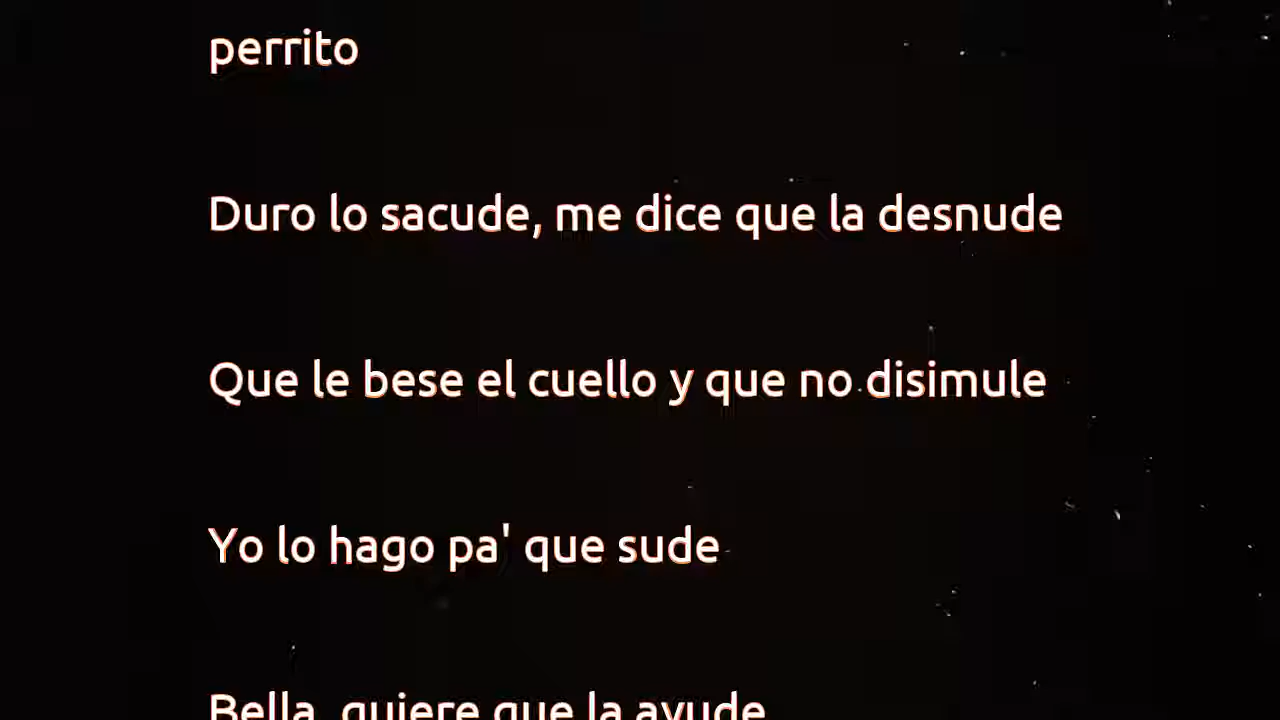 perrito
Duro lo sacude, me dice que la desnude
Que le bese el cuello y que no disimule
Yo lo hago pa' que sude
Bella, quiere que la ayude